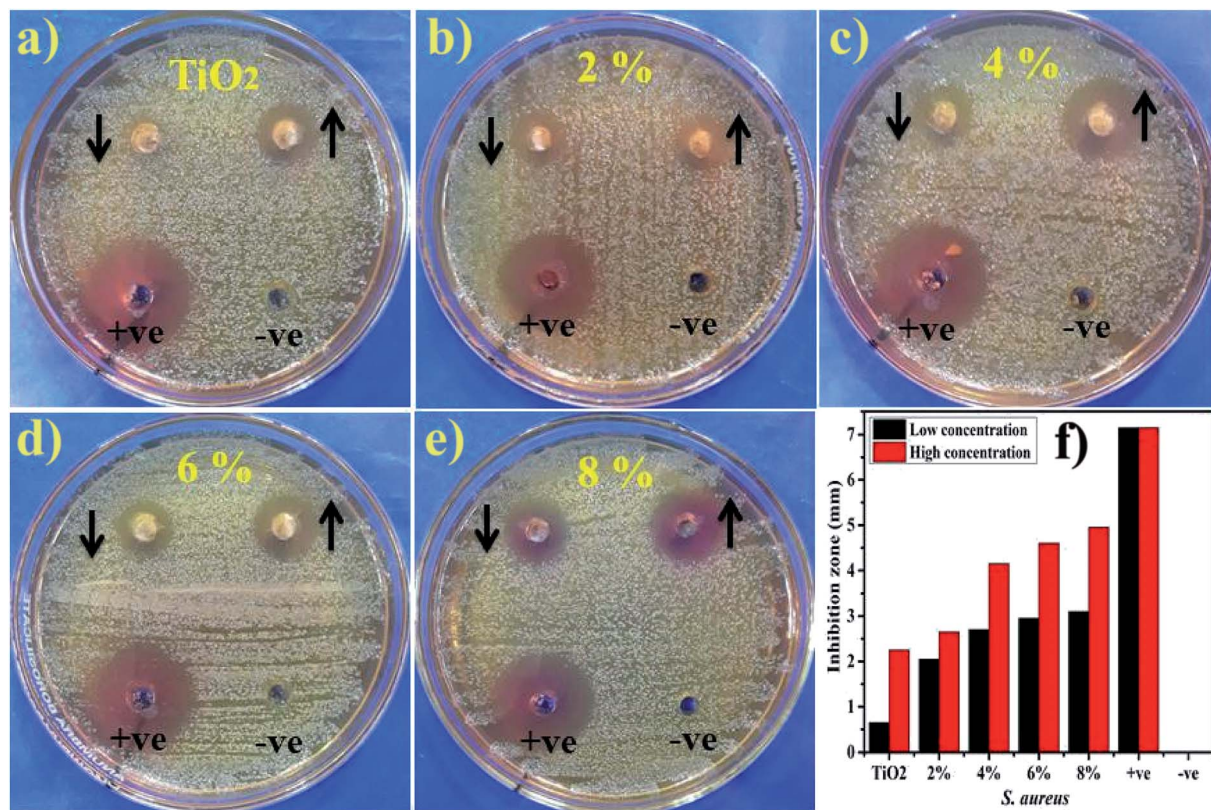 a)
TiO2
+ve
-ve
b)
2 %
+ve
-ve
c)
4 %
+ve
-ve
d)
6 %
+ve
-ve
e)
8 %
+ve
-ve
f)
Low concentration
High concentration
Inhibition zone (mm)
7
6
5
4
3
2
1
0
TiO2 2% 4% 6% 8% +ve -ve
S. aureus